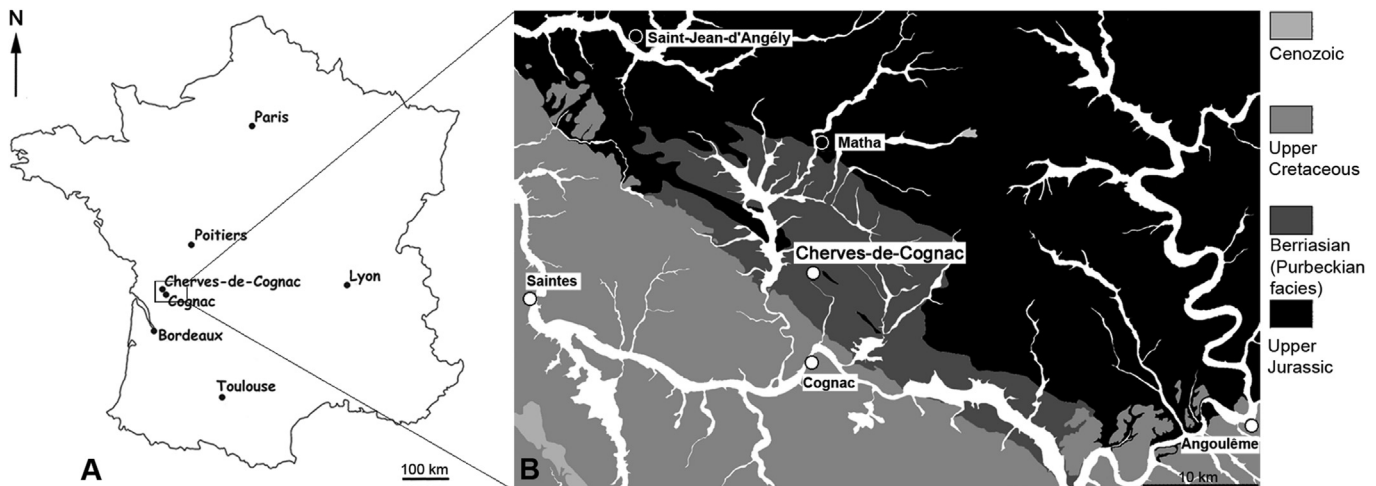 N
Paris
Poitiers
Cherves-de-Cognac
Cognac
Lyon
Bordeaux
Toulouse
A
100 km
Saint-Jean-d'Angély
Matha
Cherves-de-Cognac
Saintes
Cognac
Angoulême
B
10 km
Cenozoic
Upper
Cretaceous
Berriasian
(Purbeckian
facies)
Upper
Jurassic